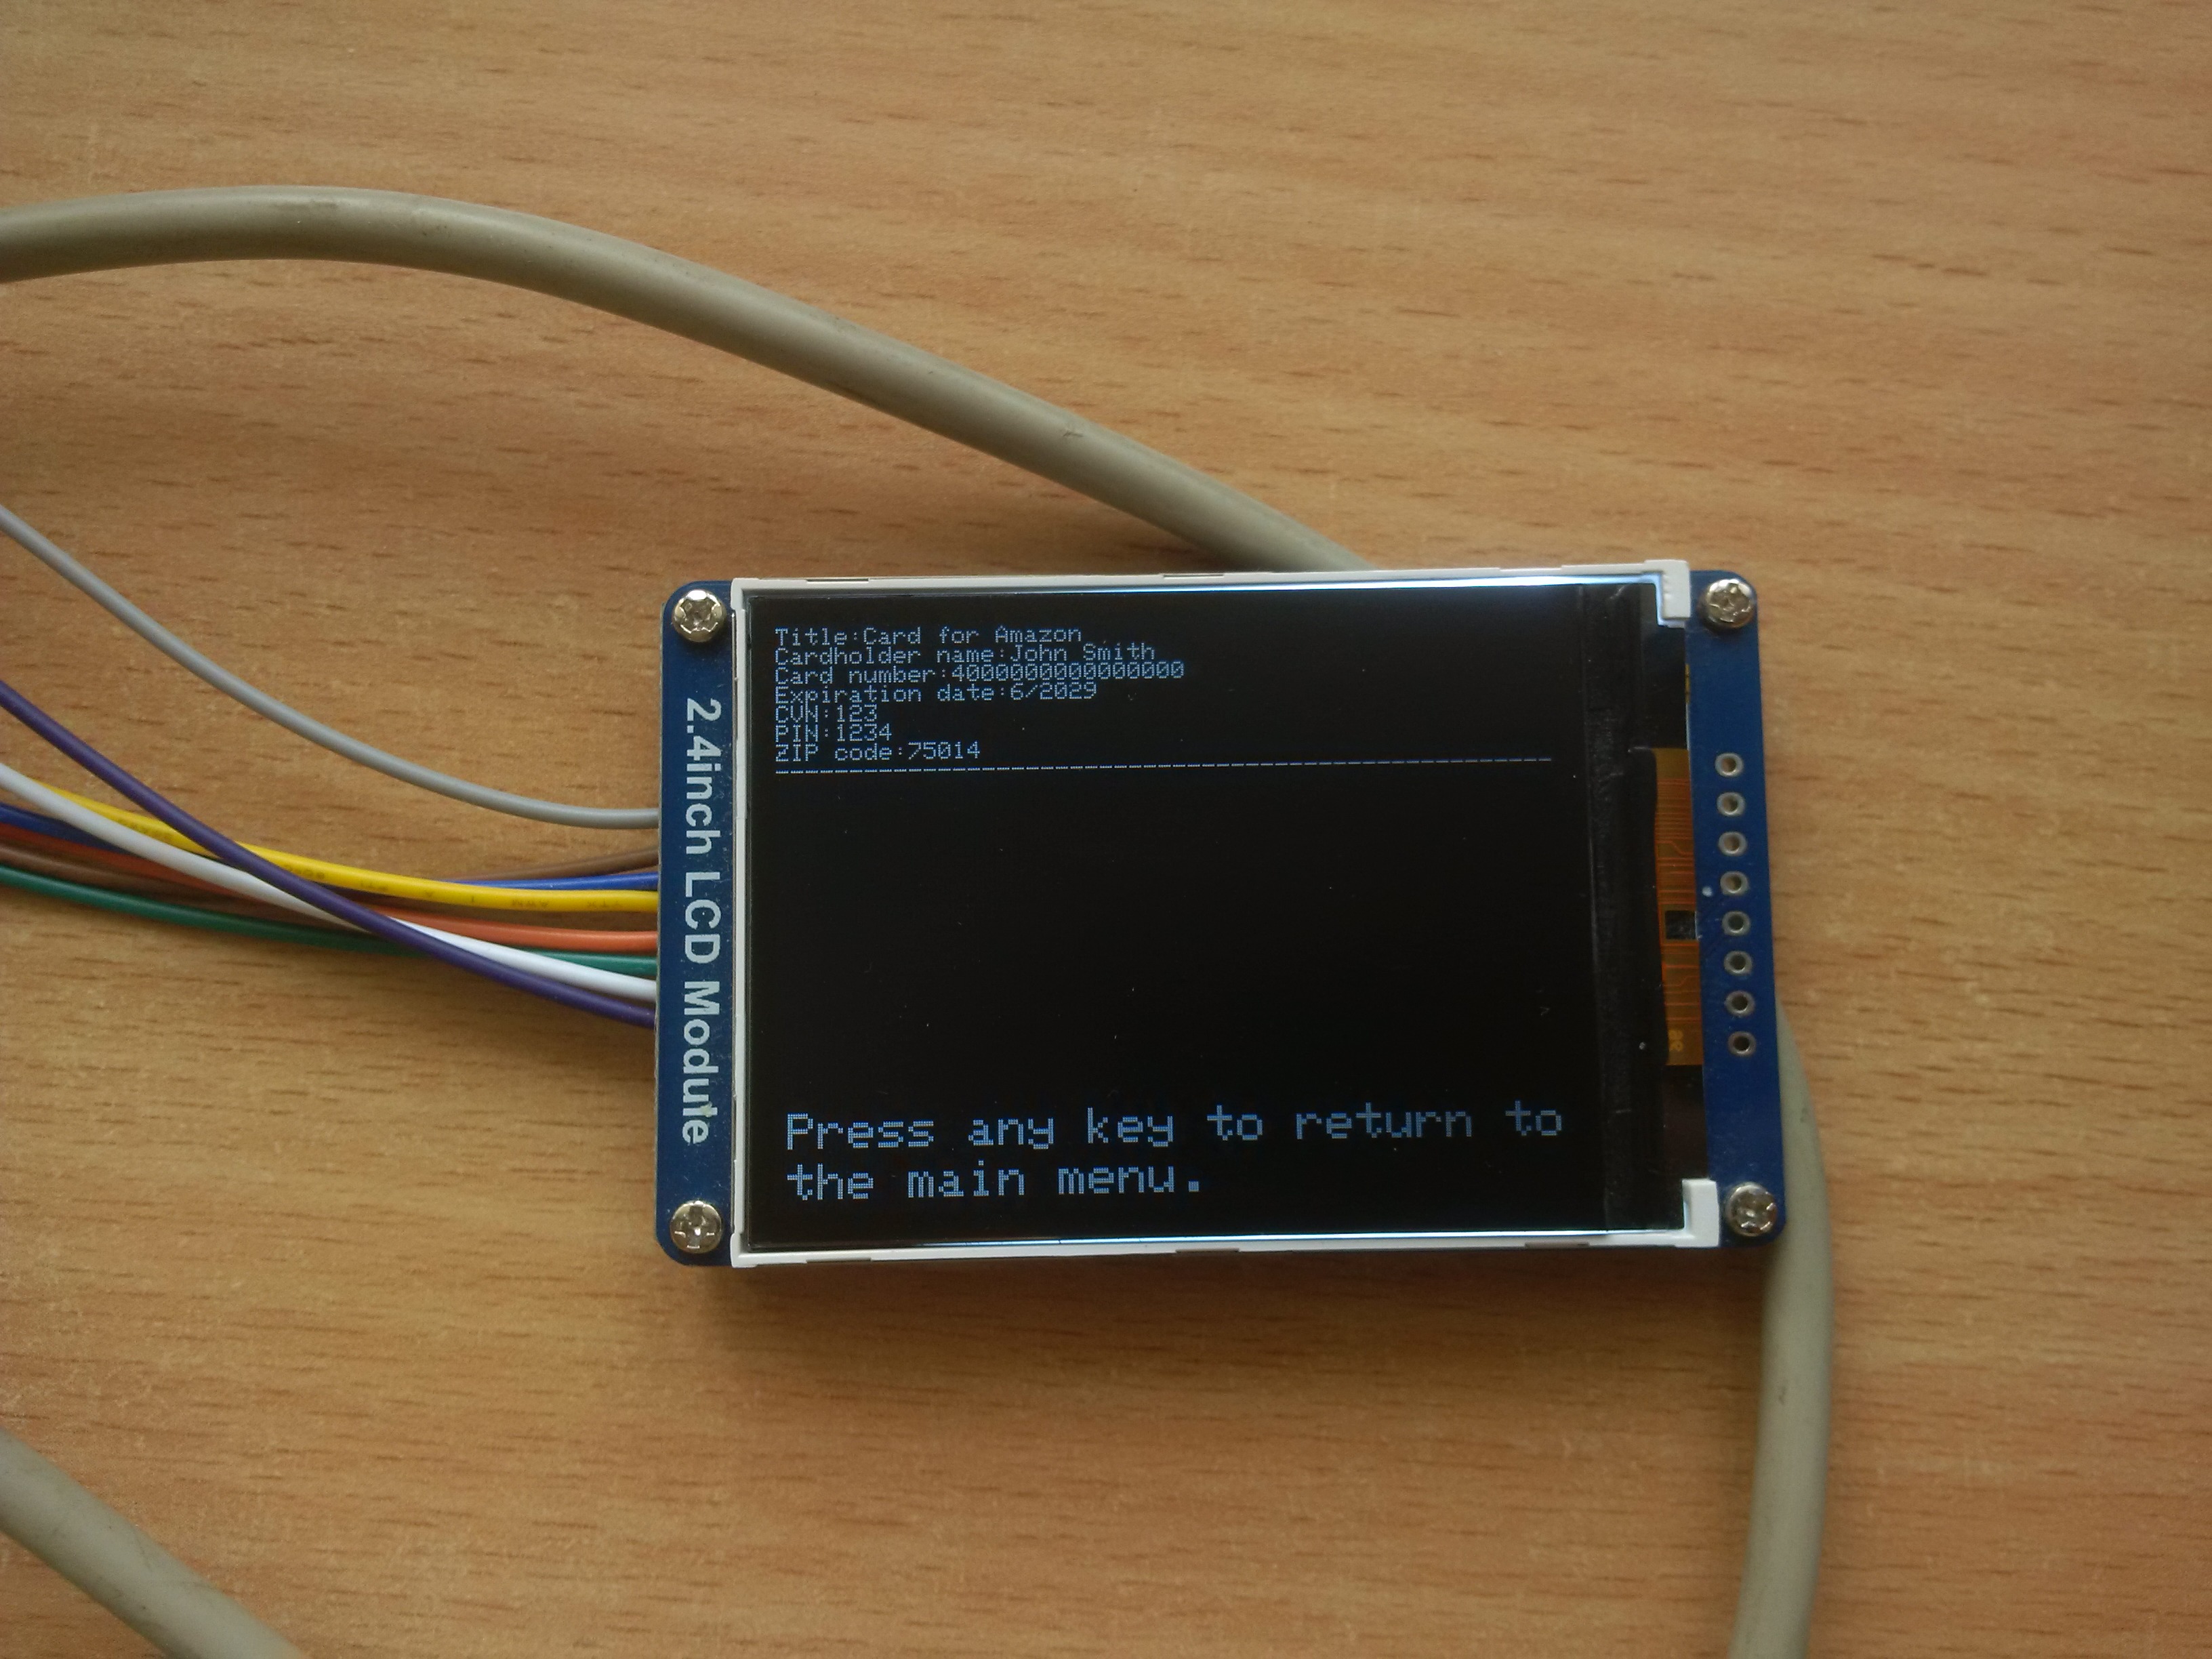 Title:Card for Amazon
Cardholder name:John Smith
Card number:4000000000000000
Expiration date:6/2029
CVN:123
PIN:1234
ZIP code:75014
Press any key to return to
the main menu.
2.4inch LCD Module